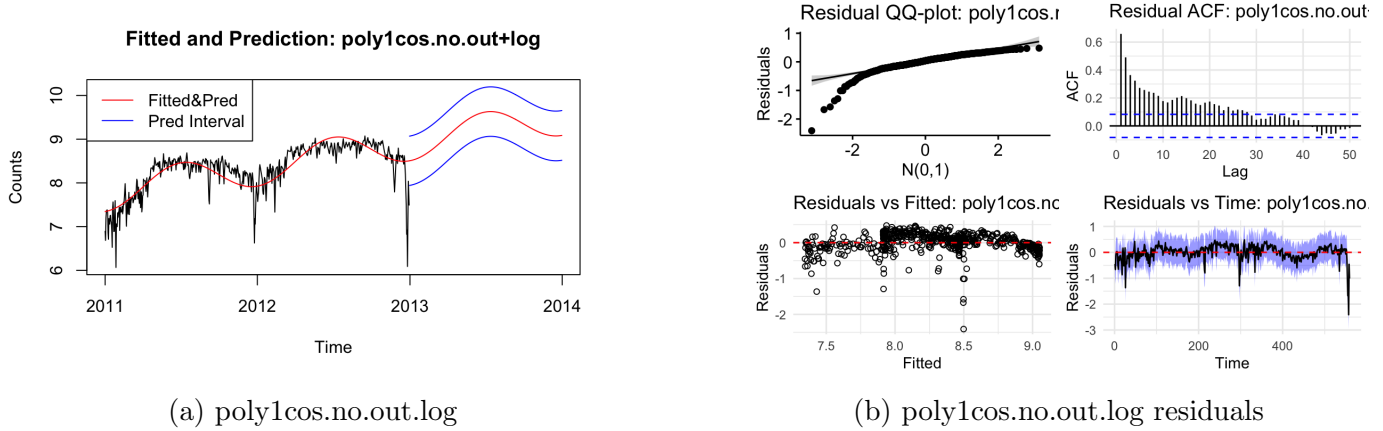 Fitted and Prediction: poly1cos.no.out+log
Counts
10
9
8
7
6
Fitted&Pred
Pred Interval
2011
2012
2013
2014
Time
(a) poly1cos.no.out.log
Residual QQ-plot: poly1cos.r
Residuals
1
0
-1
-2
-2
0
2
N(0,1)
Residual ACF: poly1cos.no.out
ACF
0.6
0.4
0.2
0.0
0
10
20
30
40
50
Lag
Residuals vs Fitted: poly1cos.no
Residuals
0
-1
-2
7.5
8.0
8.5
9.0
Fitted
Residuals vs Time: poly1cos.no.
Residuals
1
0
-1
-2
-3
0
200
400
Time
(b) poly1cos.no.out.log residuals